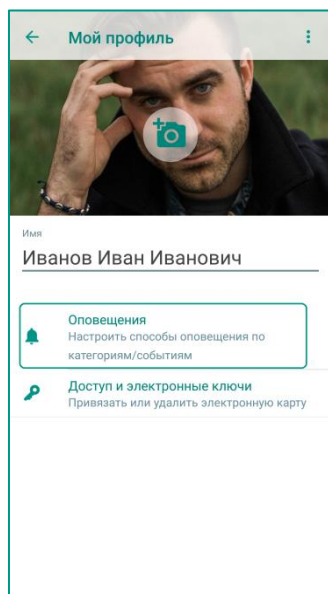 Мой профиль
Имя
Иванов Иван Иванович
Оповещения
Настроить способы оповещения по
категориям/событиям
Доступ и электронные ключи
Привязать или удалить электронную карту